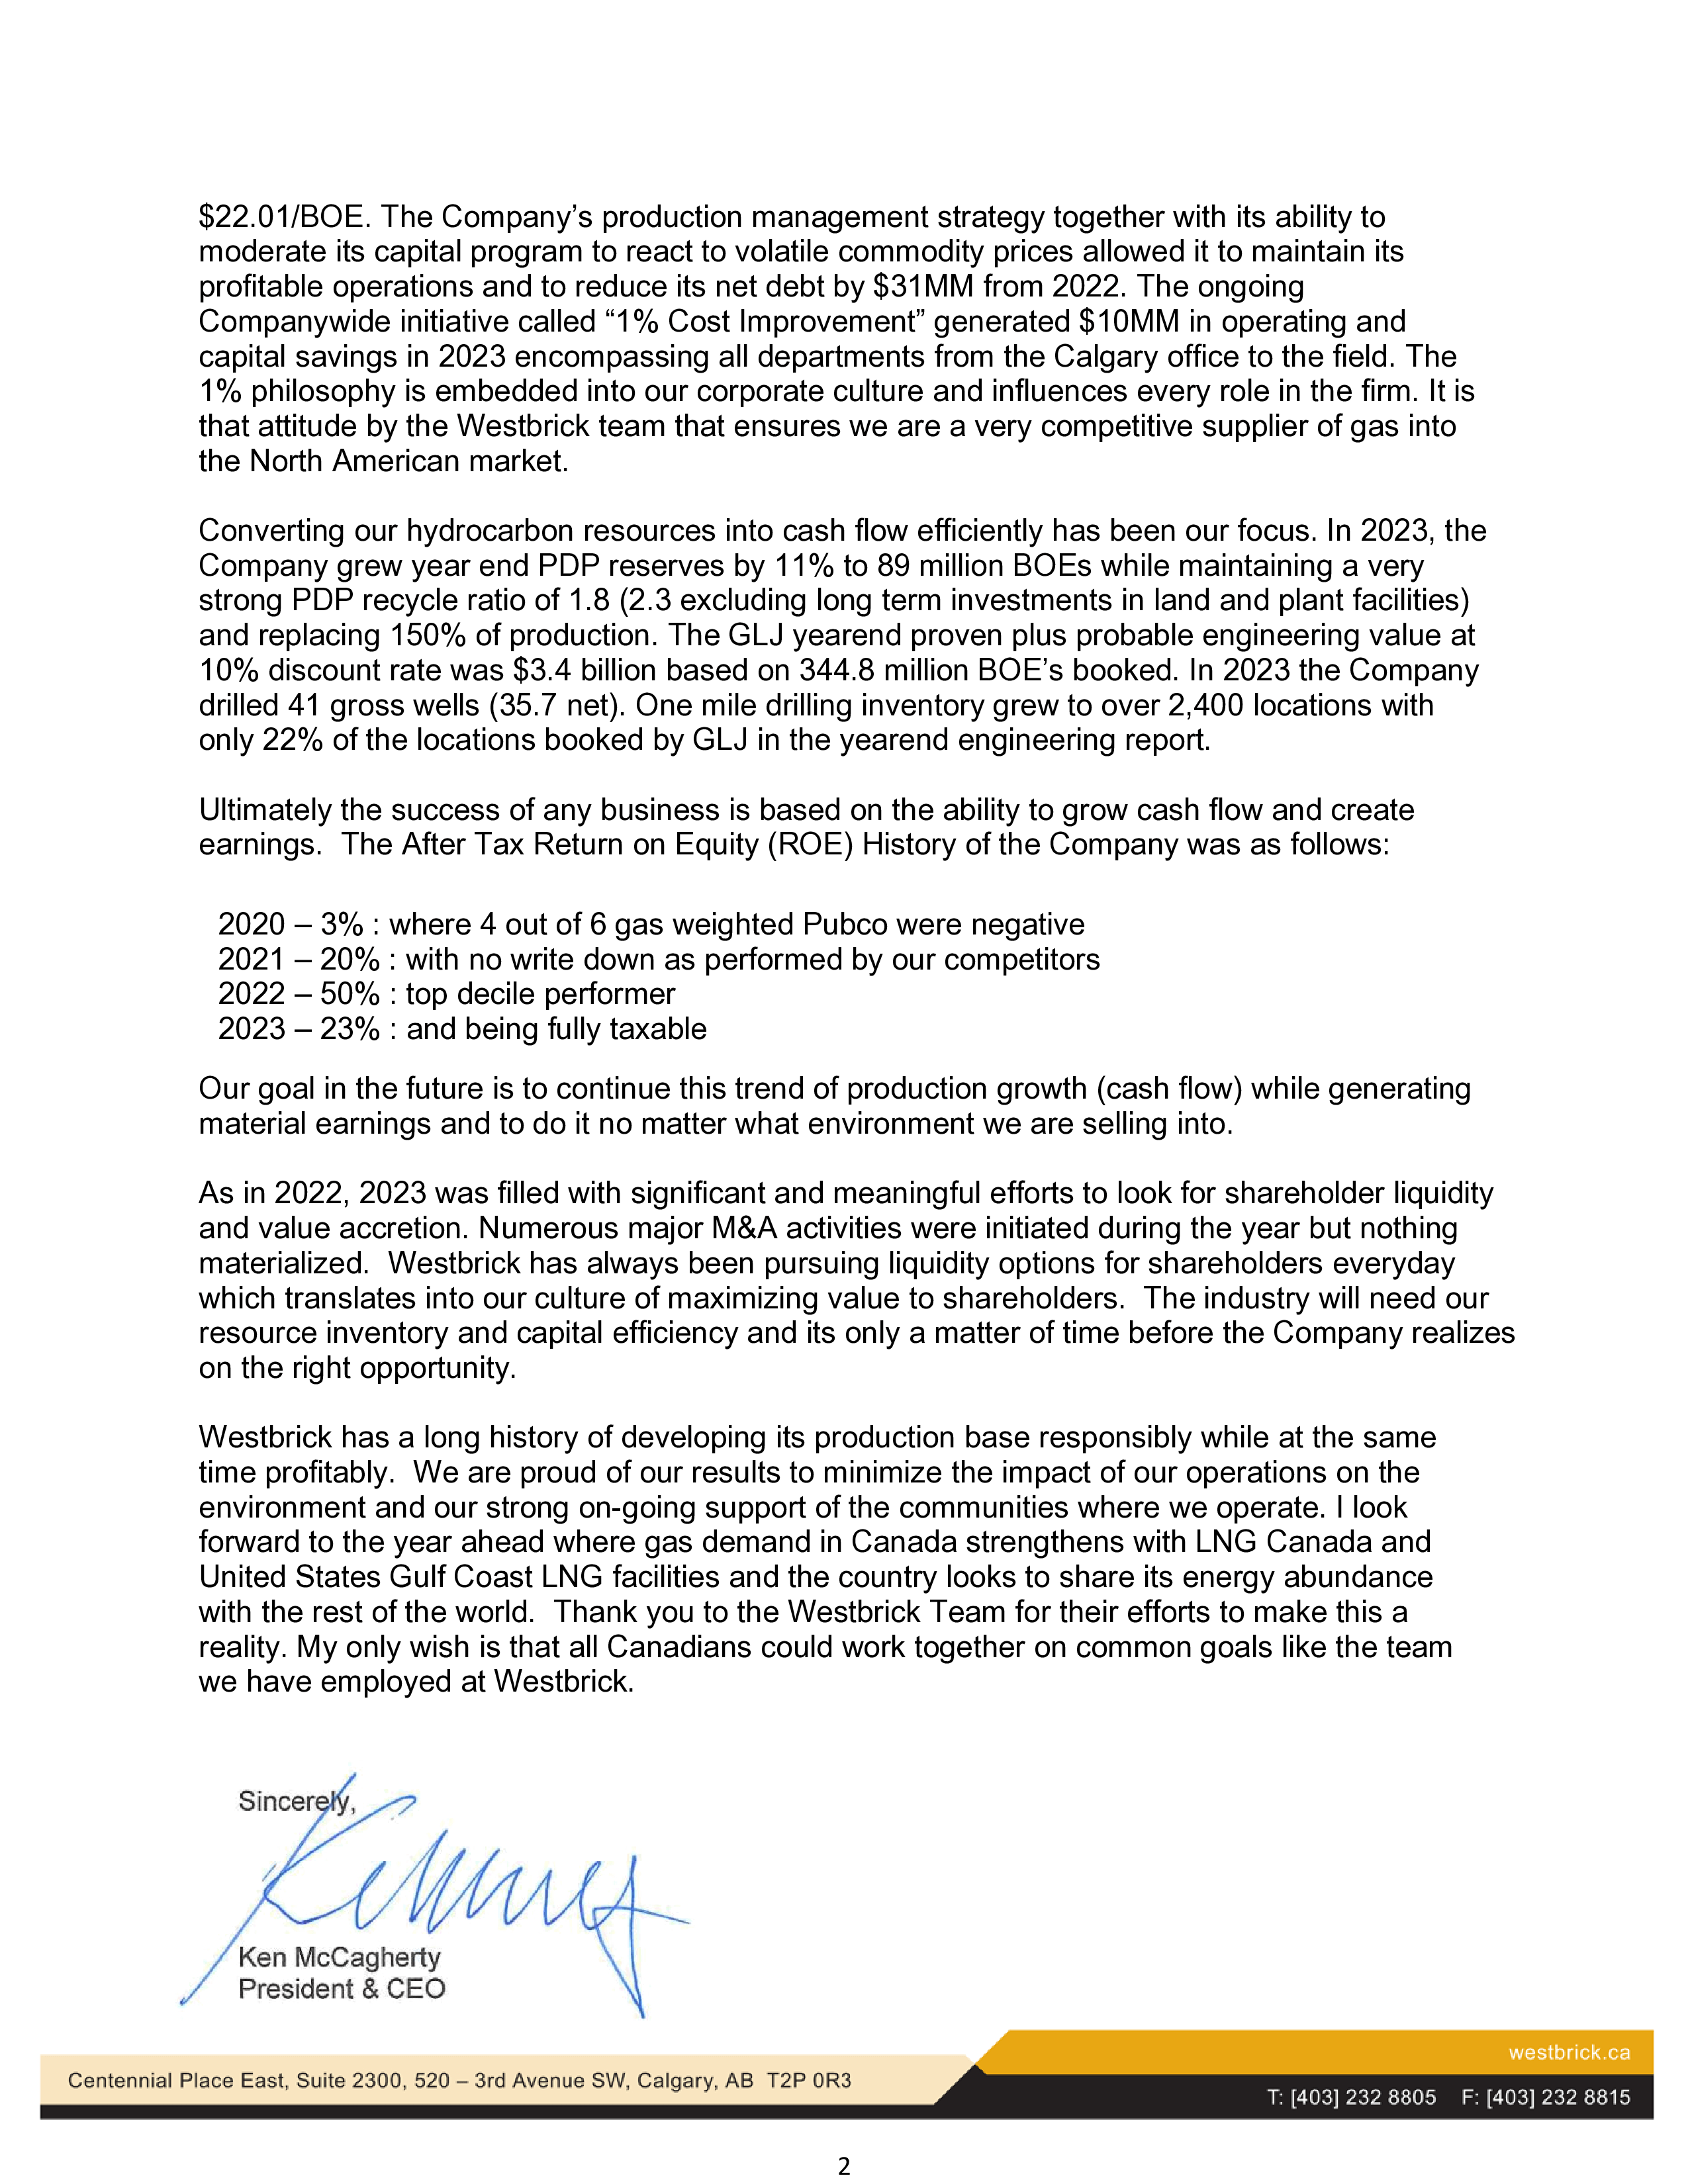 $22.01/BOE. The Company’s production management strategy together with its ability to
moderate its capital program to react to volatile commodity prices allowed it to maintain its
profitable operations and to reduce its net debt by $31MM from 2022. The ongoing
Companywide initiative called “1% Cost Improvement” generated $10MM in operating and
capital savings in 2023 encompassing all departments from the Calgary office to the field. The
1% philosophy is embedded into our corporate culture and influences every role in the firm. It is
that attitude by the Westbrick team that ensures we are a very competitive supplier of gas into
the North American market.
Converting our hydrocarbon resources into cash flow efficiently has been our focus. In 2023, the
Company grew year end PDP reserves by 11% to 89 million BOEs while maintaining a very
strong PDP recycle ratio of 1.8 (2.3 excluding long term investments in land and plant facilities)
and replacing 150% of production. The GLJ yearend proven plus probable engineering value at
10% discount rate was $3.4 billion based on 344.8 million BOE’s booked. In 2023 the Company
drilled 41 gross wells (35.7 net). One mile drilling inventory grew to over 2,400 locations with
only 22% of the locations booked by GLJ in the yearend engineering report.
Ultimately the success of any business is based on the ability to grow cash flow and create
earnings.  The After Tax Return on Equity (ROE) History of the Company was as follows:
2020 – 3% : where 4 out of 6 gas weighted Pubco were negative
2021 – 20% : with no write down as performed by our competitors
2022 – 50% : top decile performer
2023 – 23% : and being fully taxable
Our goal in the future is to continue this trend of production growth (cash flow) while generating
material earnings and to do it no matter what environment we are selling into.
As in 2022, 2023 was filled with significant and meaningful efforts to look for shareholder liquidity
and value accretion. Numerous major M&A activities were initiated during the year but nothing
materialized.  Westbrick has always been pursuing liquidity options for shareholders everyday
which translates into our culture of maximizing value to shareholders.  The industry will need our
resource inventory and capital efficiency and its only a matter of time before the Company realizes
on the right opportunity.
Westbrick has a long history of developing its production base responsibly while at the same
time profitably.  We are proud of our results to minimize the impact of our operations on the
environment and our strong on-going support of the communities where we operate. I look
forward to the year ahead where gas demand in Canada strengthens with LNG Canada and
United States Gulf Coast LNG facilities and the country looks to share its energy abundance
with the rest of the world.  Thank you to the Westbrick Team for their efforts to make this a
reality. My only wish is that all Canadians could work together on common goals like the team
we have employed at Westbrick.
Sincerely,
Ken McCagherty
President & CEO
westbrick.ca
Centennial Place East, Suite 2300, 520 – 3rd Avenue SW, Calgary, AB  T2P 0R3
T: [403] 232 8805  F: [403] 232 8815
2